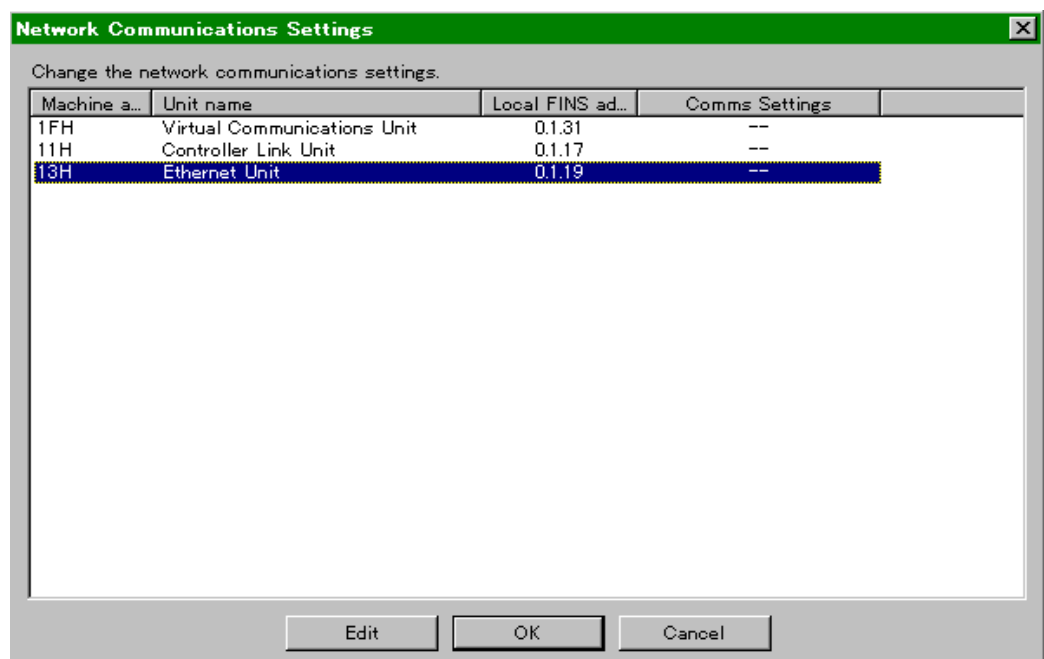 Network Communications Settings
Change the network communications settings.
Machine a... Unit name Local FINS ad... Comms Settings
1FH Virtual Communications Unit 0.1.31 --
11H Controller Link Unit 0.1.17 --
13H Ethernet Unit 0.1.19 --
Edit OK Cancel